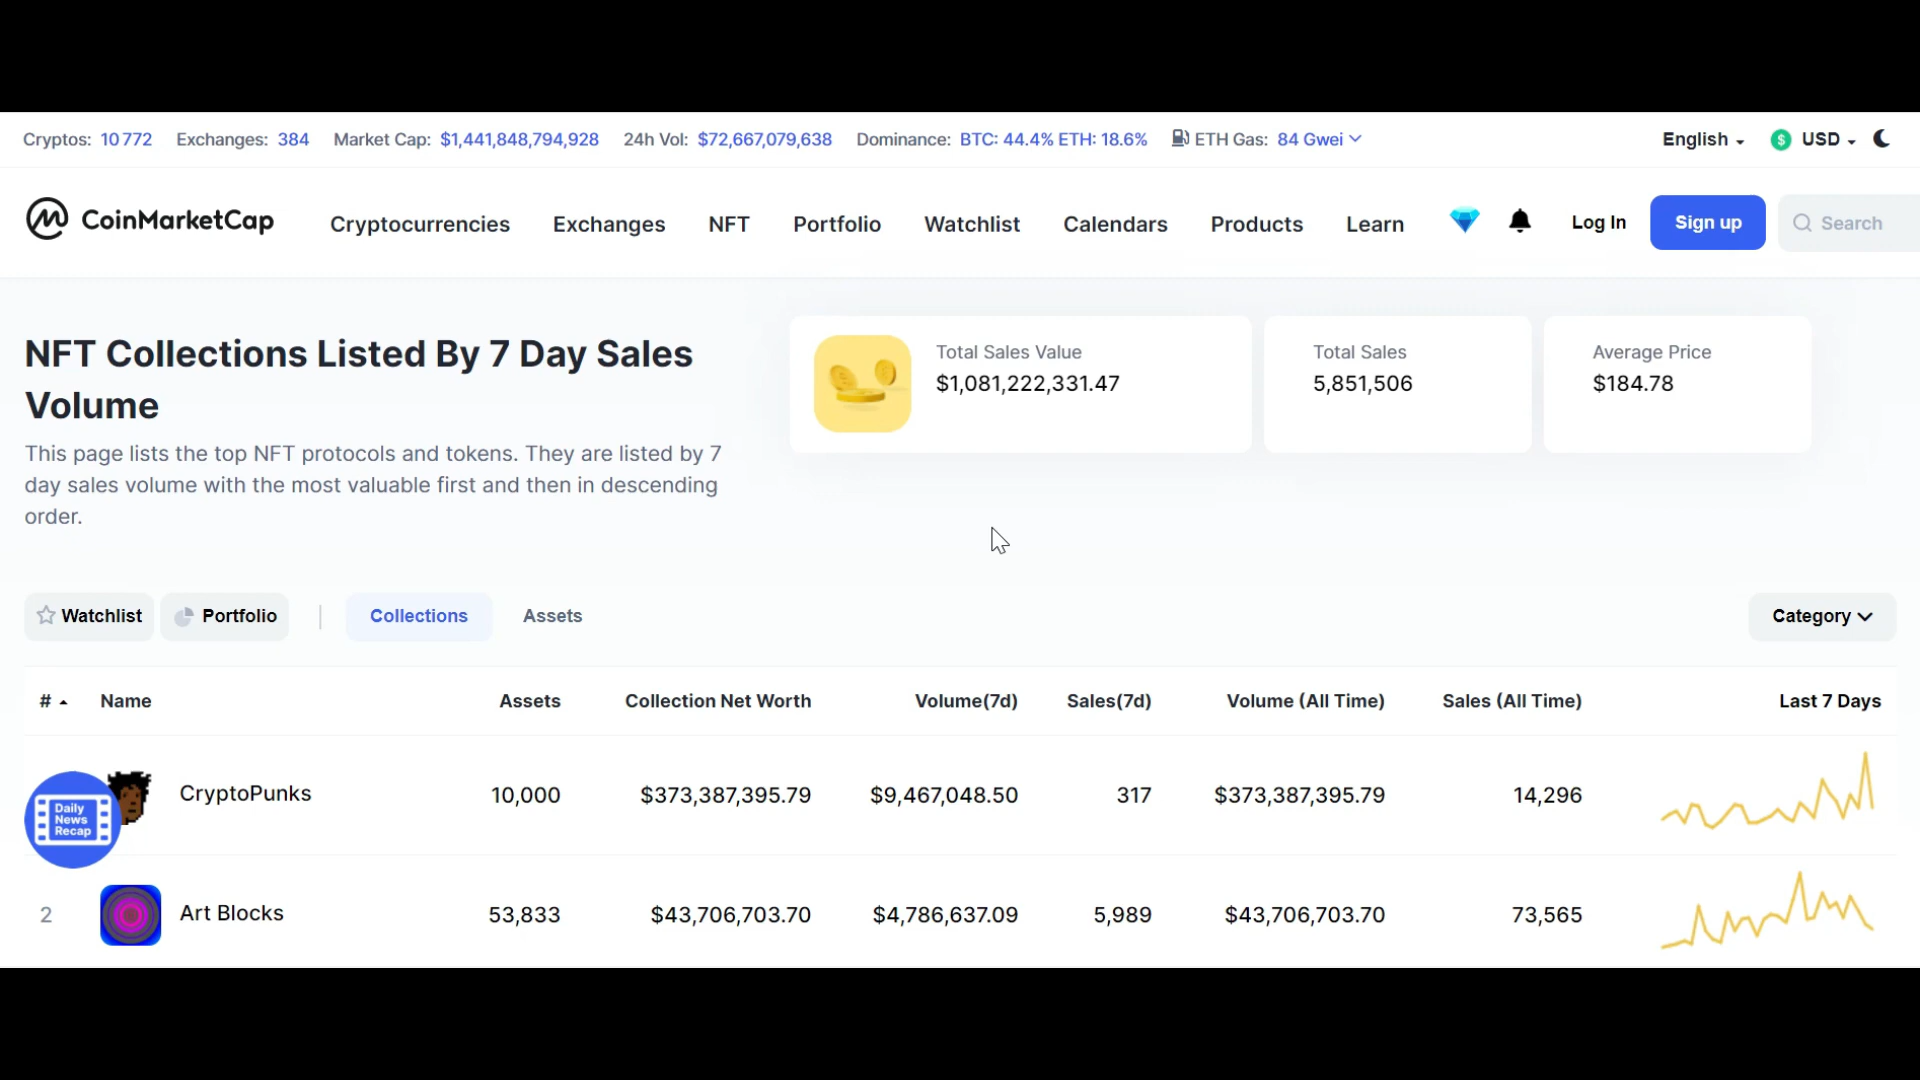 Cryptos: 10 772 Exchanges: 384 Market Cap: $1,441,848,794,928 24h Vol: $72,667,079,638 Dominance: BTC: 44.4% ETH: 18.6% ETH Gas: 84 Gwei English $ USD
CoinMarketCap Cryptocurrencies Exchanges NFT Portfolio Watchlist Calendars Products Learn Log In Sign up Search
NFT Collections Listed By 7 Day Sales
Volume
This page lists the top NFT protocols and tokens. They are listed by 7
day sales volume with the most valuable first and then in descending
order.
Total Sales Value
$1,081,222,331.47
Total Sales
5,851,506
Average Price
$184.78
Watchlist Portfolio Collections Assets Category
# Name Assets Collection Net Worth Volume(7d) Sales(7d) Volume (All Time) Sales (All Time) Last 7 Days
CryptoPunks 10,000 $373,387,395.79 $9,467,048.50 317 $373,387,395.79 14,296
Daily
News
Recap
2 Art Blocks 53,833 $43,706,703.70 $4,786,637.09 5,989 $43,706,703.70 73,565